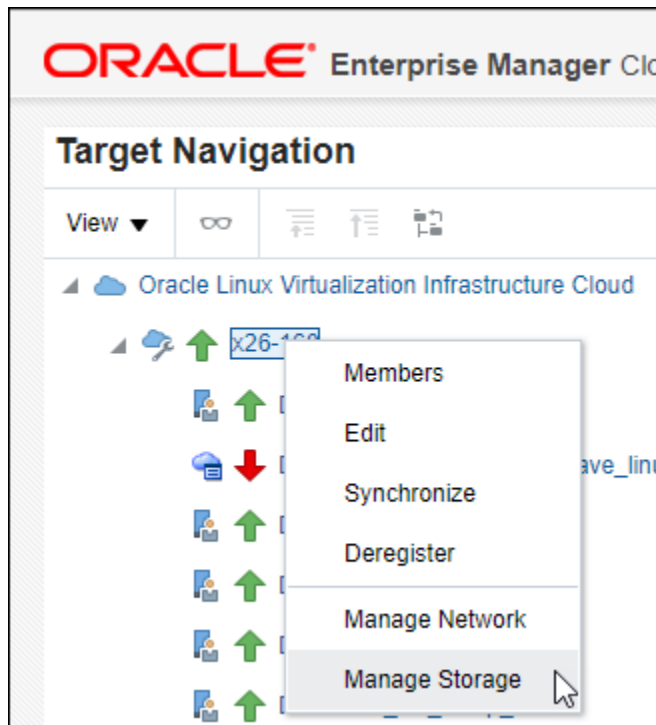 ORACLE® Enterprise Manager
Target Navigation
View
Oracle Linux Virtualization Infrastructure Cloud
Members
Edit
Synchronize
Deregister
Manage Network
Manage Storage